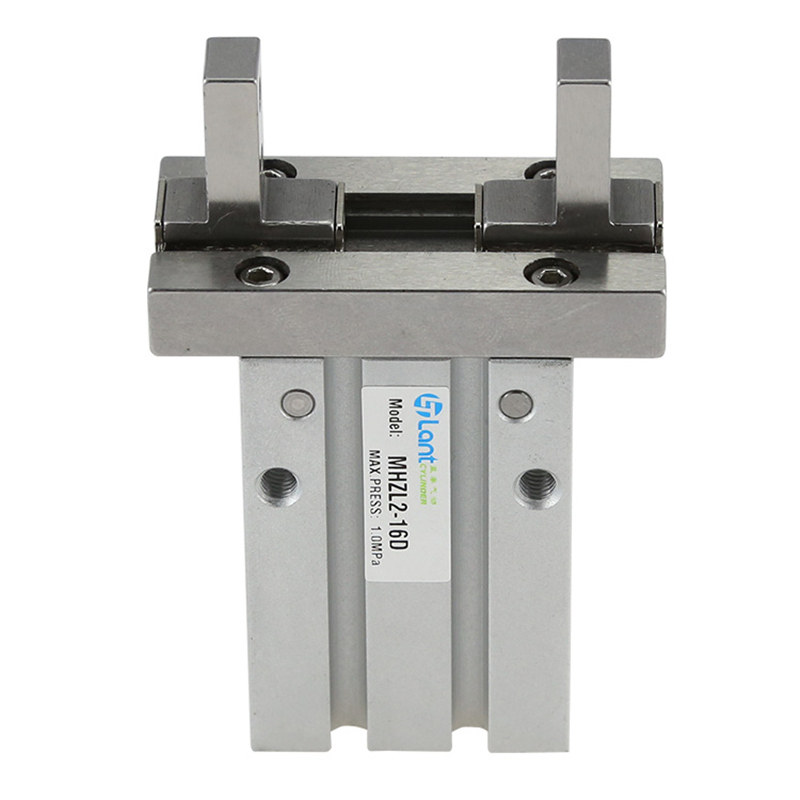 Lant
CYLINDER
Model: MHZL2-16D
MAX.PRESS: 1.0MPa